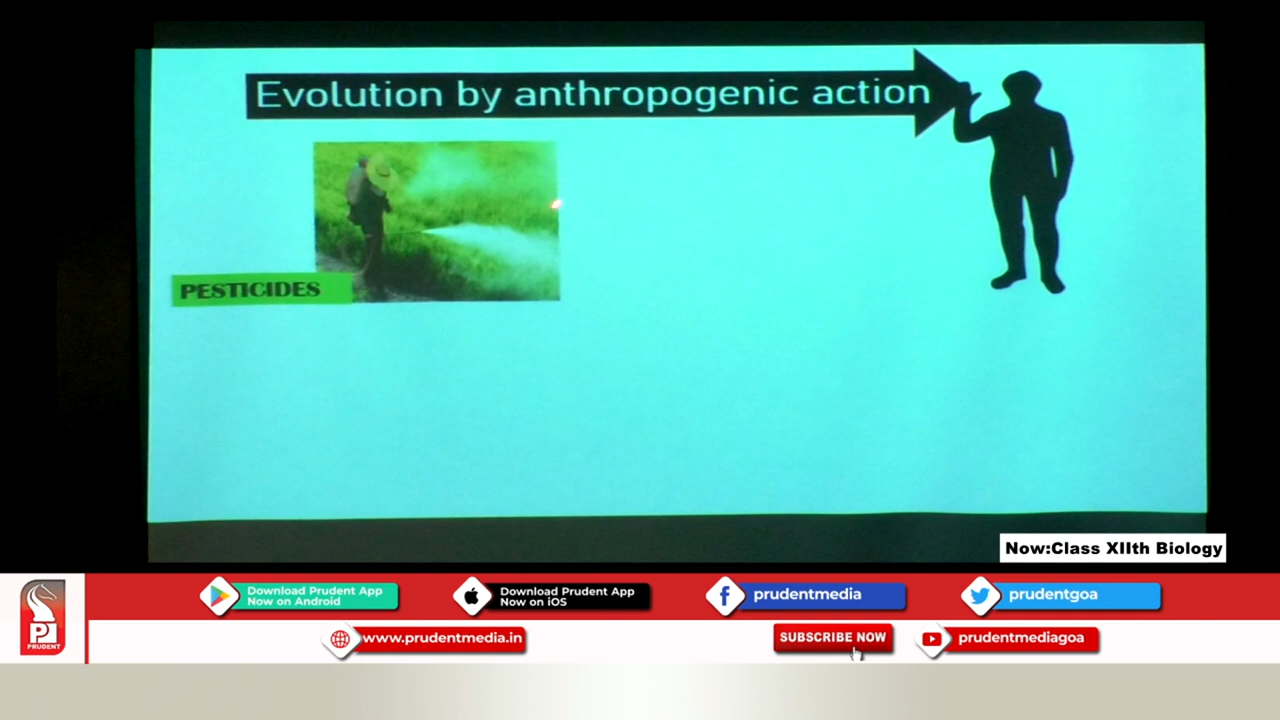 Evolution by anthropogenic action
PESTICIDES
Now:Class XIIth Biology
Download Prudent App
Now on Android
Download Prudent App
Now on iOS
prudentmedia
prudentgoa
PRUDENT
www.prudentmedia.in
SUBSCRIBE NOW
prudentmediagoa